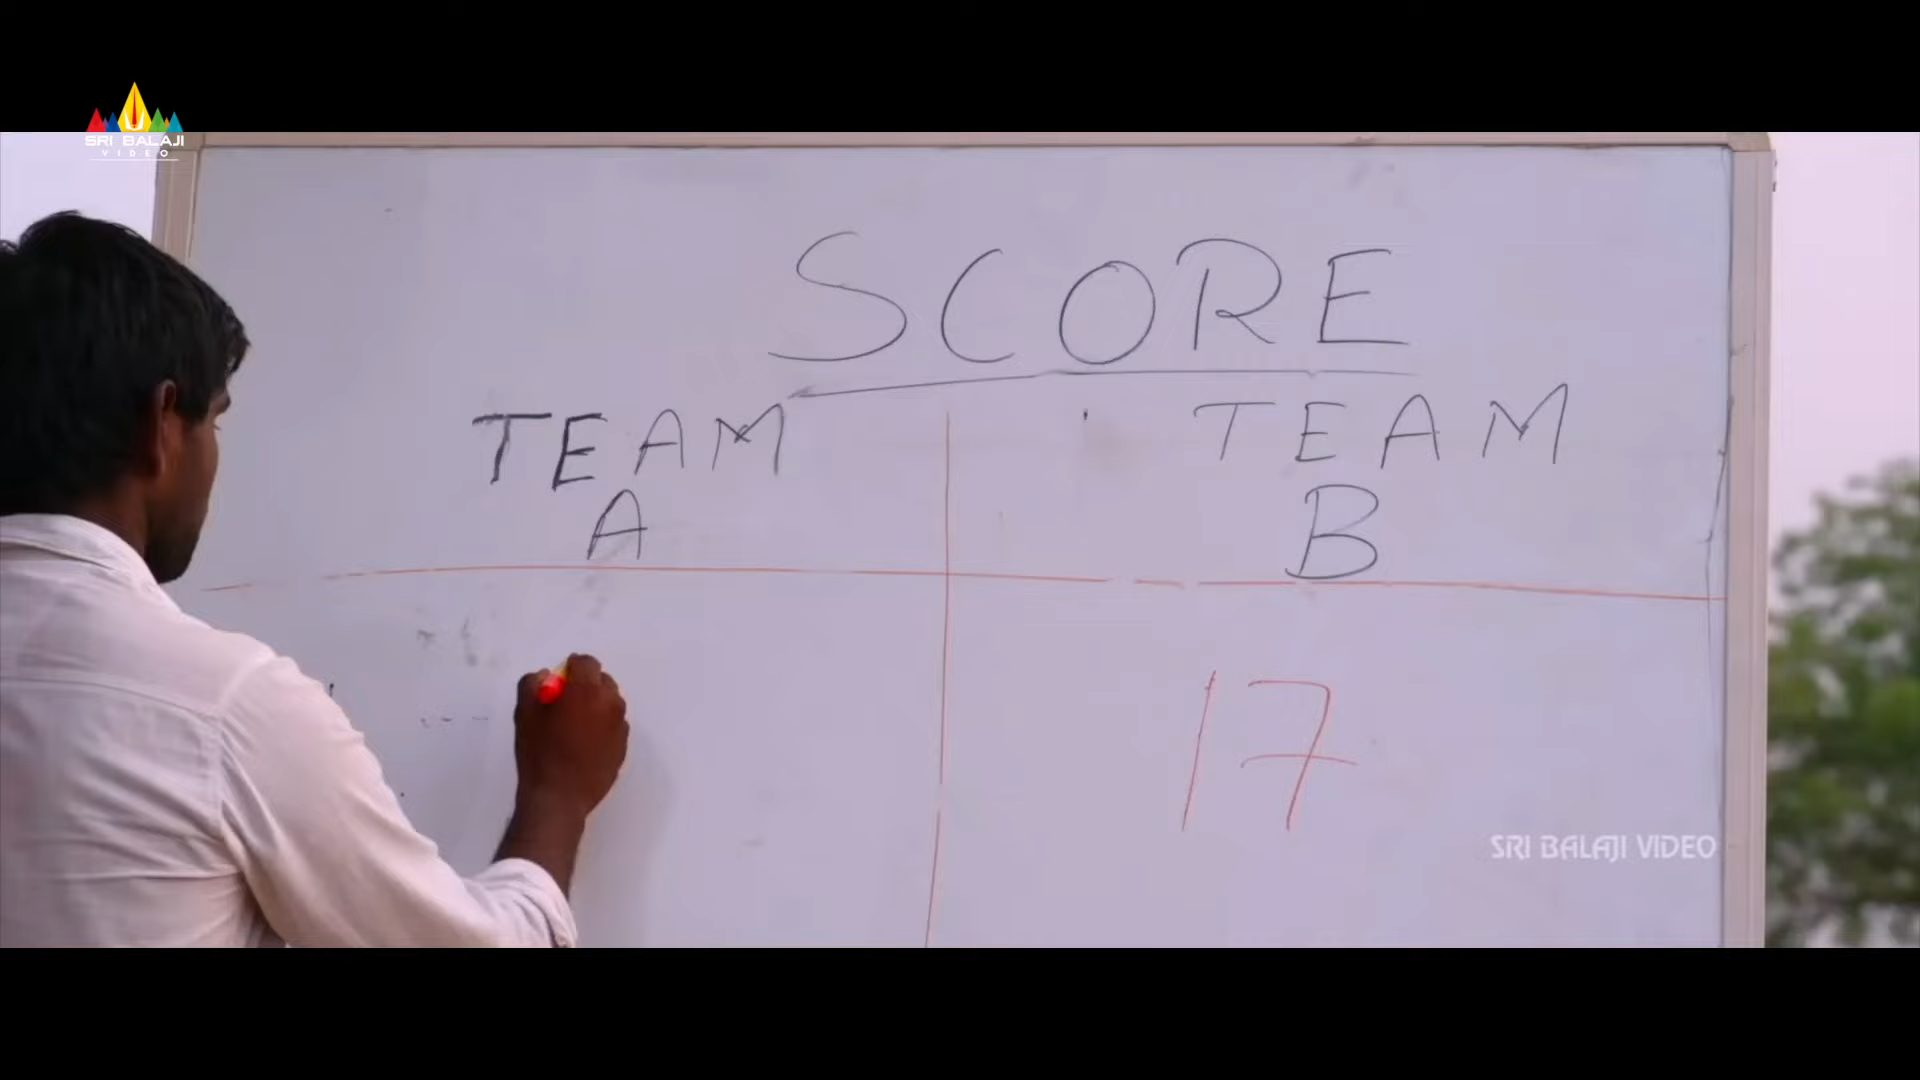 SRI BALAJI
VIDEO
SCORE
TEAM
A
TEAM
B
17
SRI BALAJI VIDEO